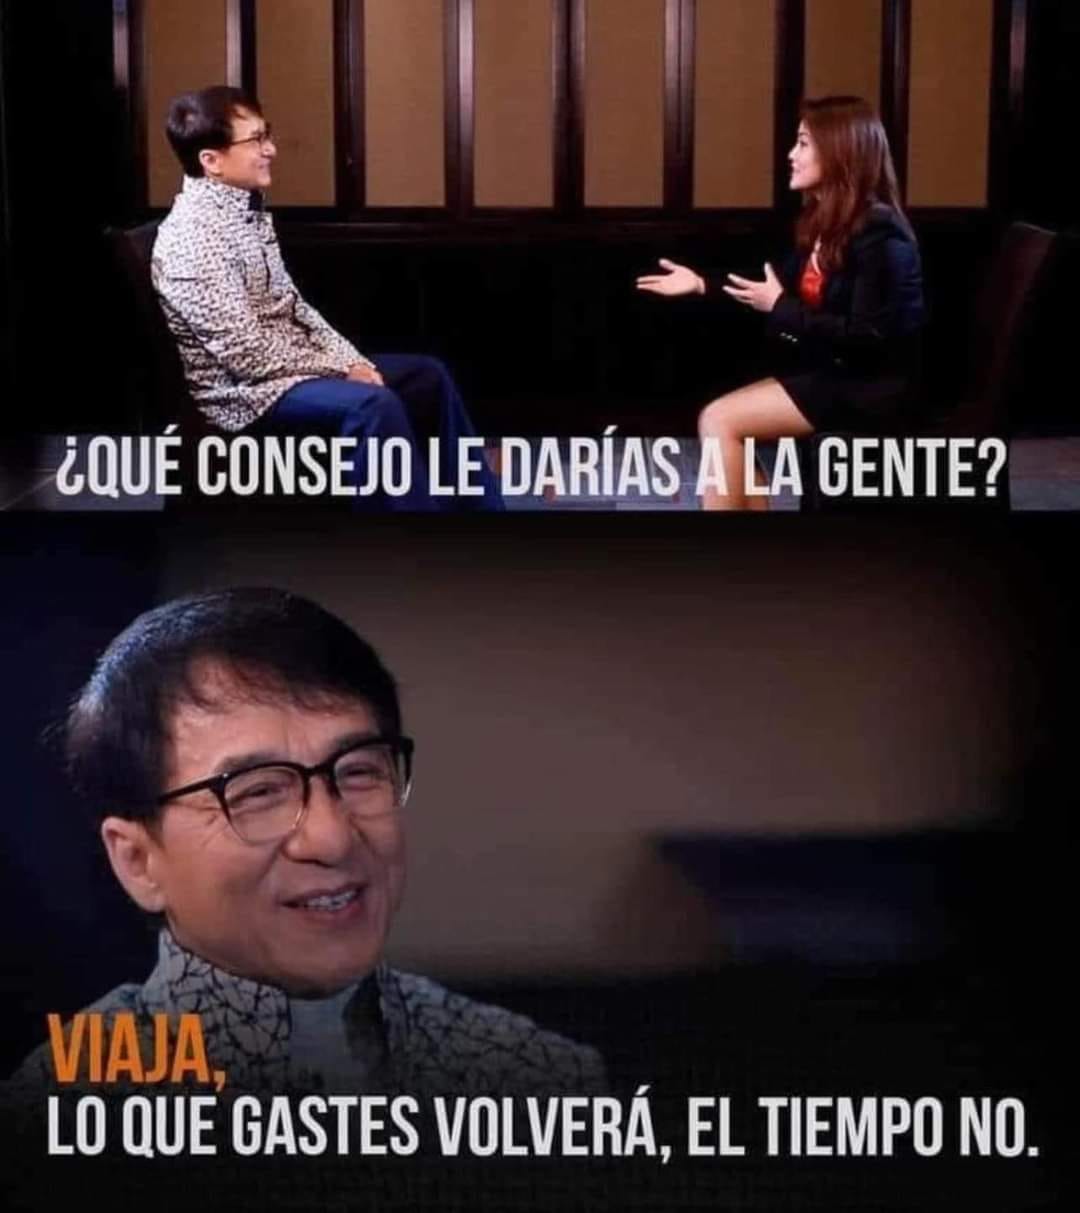 ¿QUÉ CONSEJO LE DARÍAS A LA GENTE?
VIAJA,
LO QUE GASTES VOLVERÁ, EL TIEMPO NO.